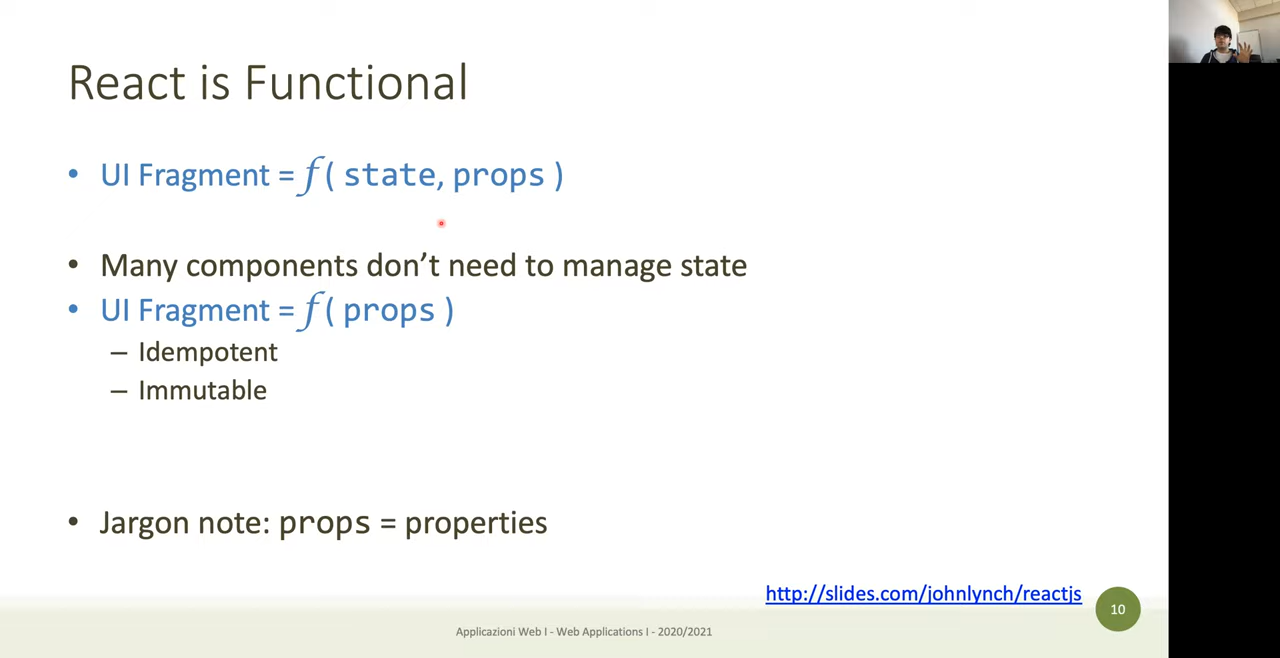 React is Functional
• UI Fragment = f( state, props )
• Many components don’t need to manage state
• UI Fragment = f( props )
– Idempotent
– Immutable
• Jargon note: props = properties
http://slides.com/johnlynch/reactjs
10
Applicazioni Web I - Web Applications I - 2020/2021